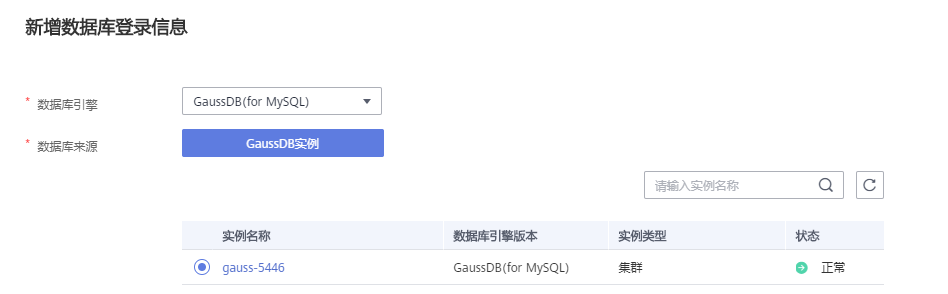 新增数据库登录信息
* 数据库引擎 GaussDB(for MySQL)
* 数据库来源 GaussDB实例
请输入实例名称
实例名称 数据库引擎版本 实例类型 状态
gauss-5446 GaussDB(for MySQL) 集群 正常